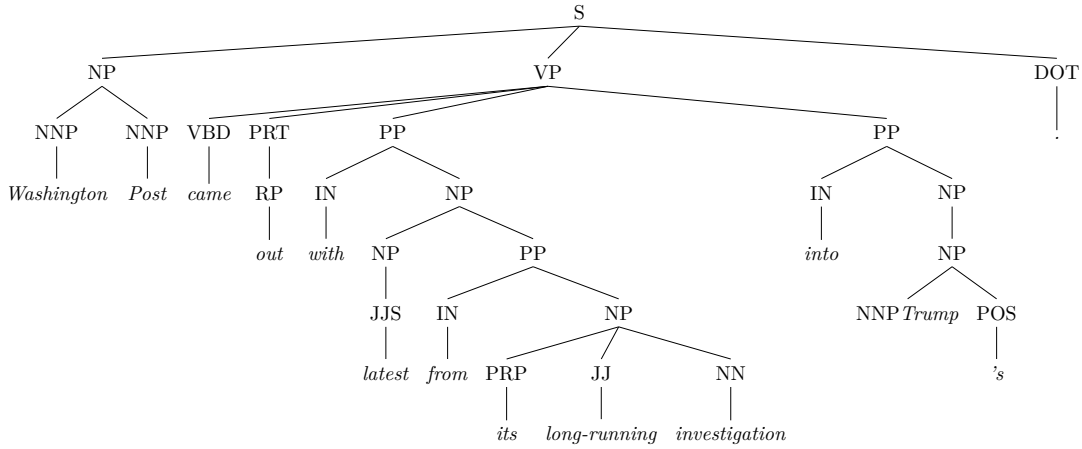 S
NP VP DOT
NNP NNP VBD PRT PP PP .
Washington Post came RP IN NP IN NP
out with NP PP into NP
JJS IN NP NNP Trump POS
latest from PRP JJ NN 's
its long-running investigation